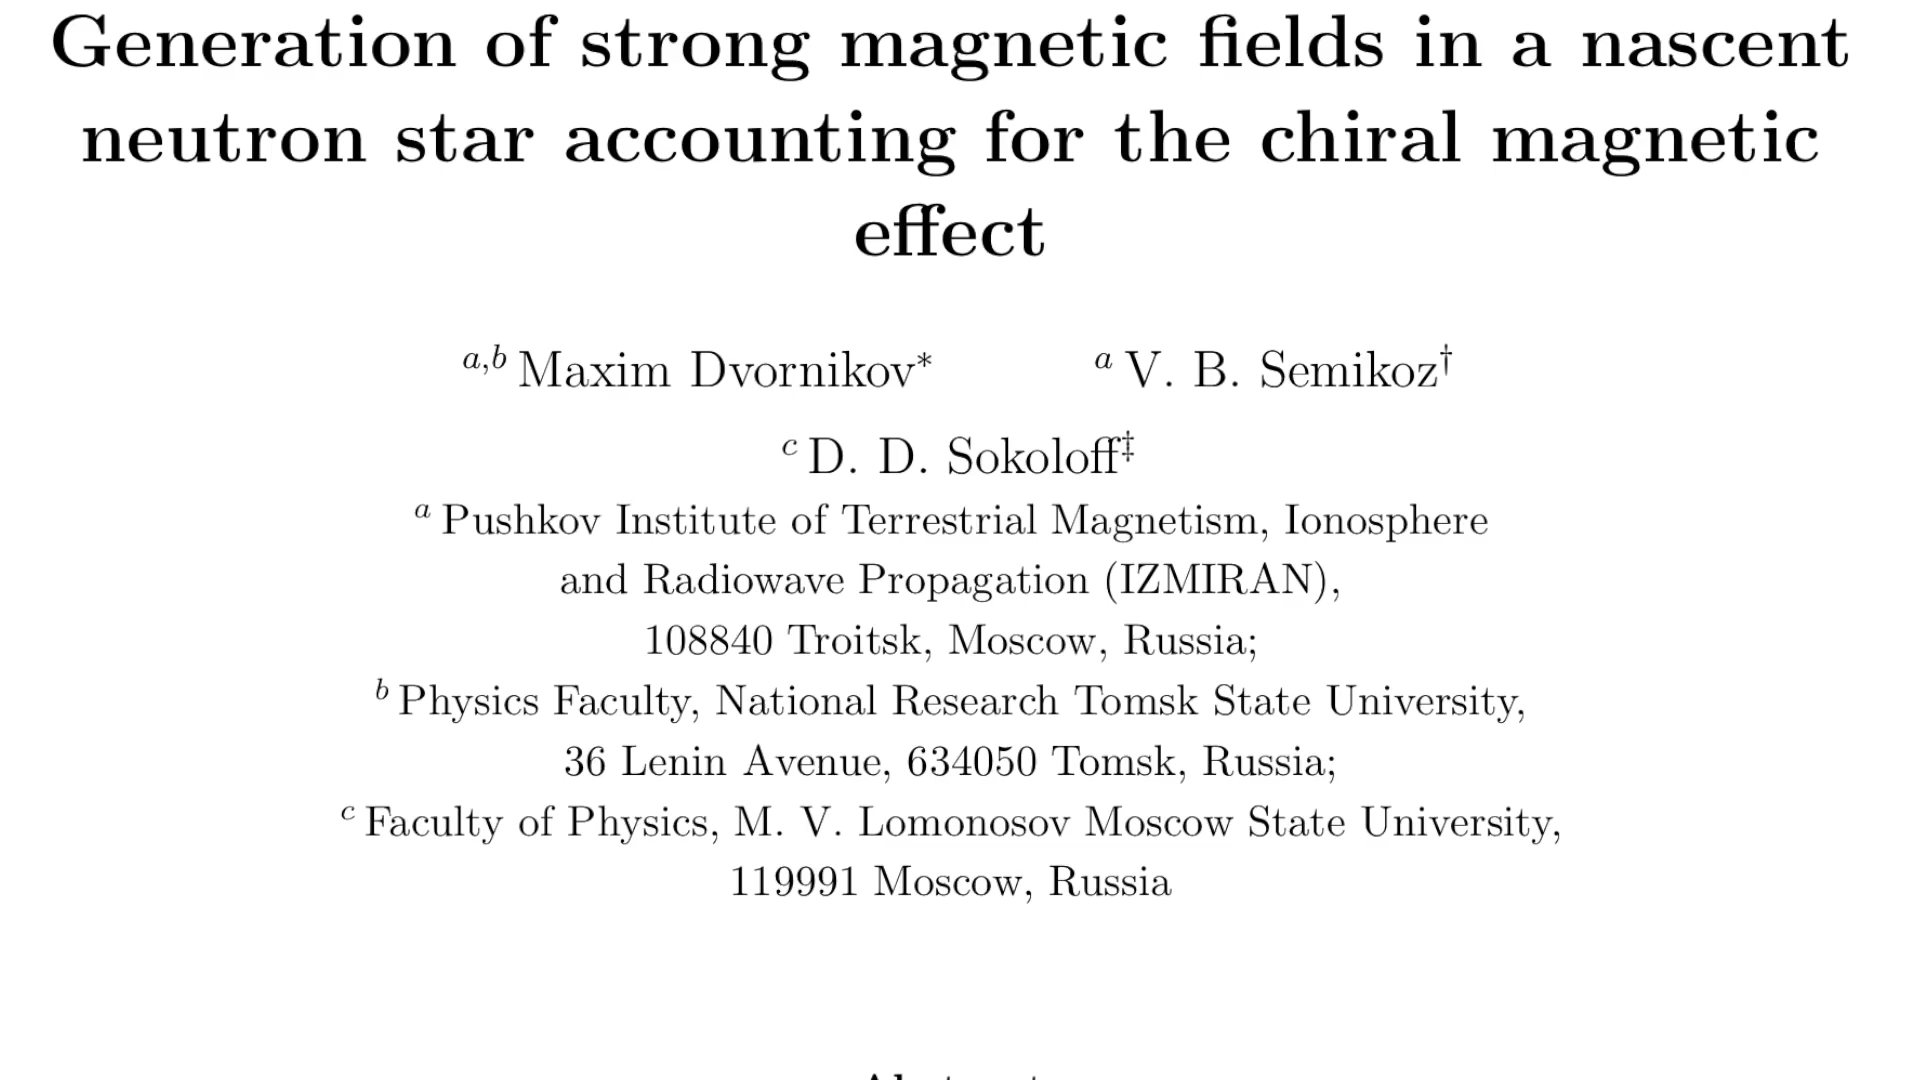 Generation of strong magnetic fields in a nascent
neutron star accounting for the chiral magnetic
effect
a,b Maxim Dvornikov* a V. B. Semikoz†
c D. D. Sokoloff‡
a Pushkov Institute of Terrestrial Magnetism, Ionosphere
and Radiowave Propagation (IZMIRAN),
108840 Troitsk, Moscow, Russia;
b Physics Faculty, National Research Tomsk State University,
36 Lenin Avenue, 634050 Tomsk, Russia;
c Faculty of Physics, M. V. Lomonosov Moscow State University,
119991 Moscow, Russia